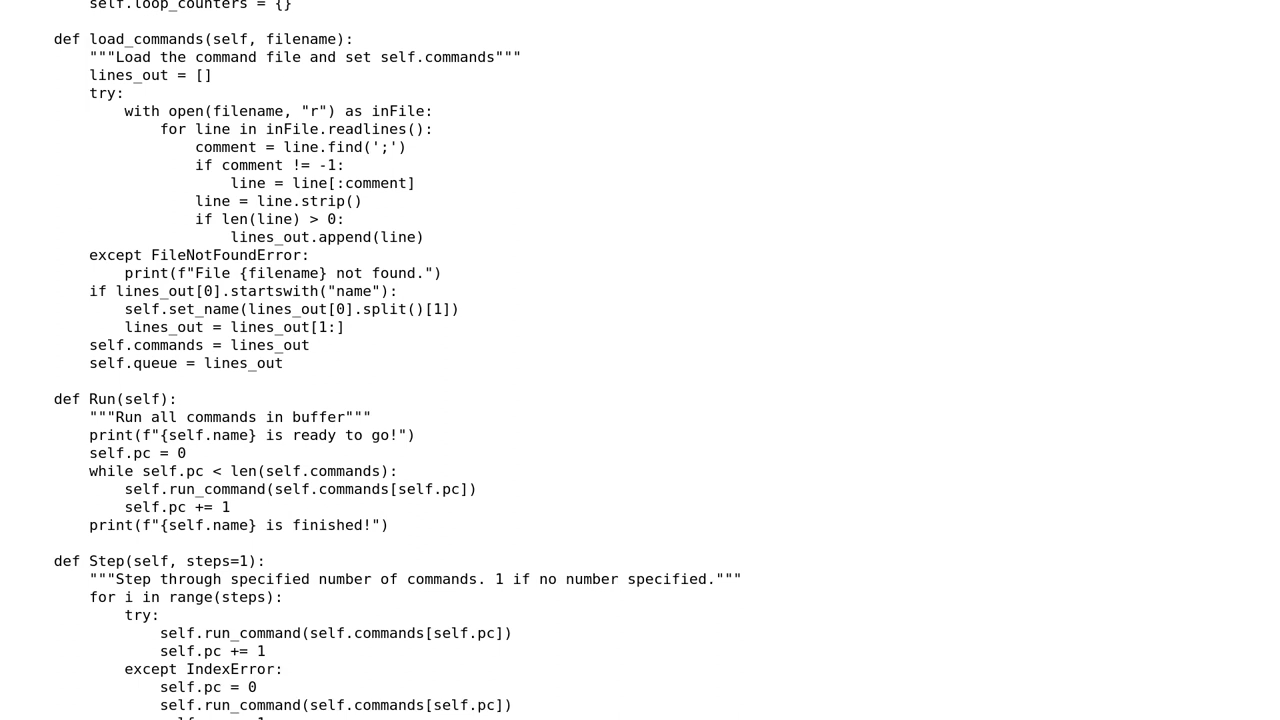 self.loop_counters = {}

    def load_commands(self, filename):
        """Load the command file and set self.commands"""
        lines_out = []
        try:
            with open(filename, "r") as inFile:
                for line in inFile.readlines():
                    comment = line.find(';')
                    if comment != -1:
                        line = line[:comment]
                    line = line.strip()
                    if len(line) > 0:
                        lines_out.append(line)
        except FileNotFoundError:
            print(f"File {filename} not found.")
        if lines_out[0].startswith("name"):
            self.set_name(lines_out[0].split()[1])
            lines_out = lines_out[1:]
        self.commands = lines_out
        self.queue = lines_out

    def Run(self):
        """Run all commands in buffer"""
        print(f"{self.name} is ready to go!")
        self.pc = 0
        while self.pc < len(self.commands):
            self.run_command(self.commands[self.pc])
            self.pc += 1
        print(f"{self.name} is finished!")

    def Step(self, steps=1):
        """Step through specified number of commands. 1 if no number specified."""
        for i in range(steps):
            try:
                self.run_command(self.commands[self.pc])
                self.pc += 1
            except IndexError:
                self.pc = 0
                self.run_command(self.commands[self.pc])